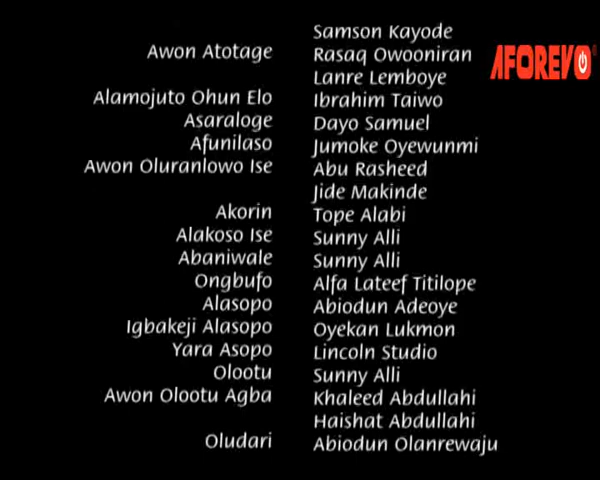 Samson Kayode
Awon Atotage Rasaq Owooniran
AFOREVO
Lanre Lemboye
Alamojuto Ohun Elo Ibrahim Taiwo
Asaraloge Dayo Samuel
Afunilaso Jumoke Oyewunmi
Awon Oluranlowo Ise Abu Rasheed
Jide Makinde
Akorin Tope Alabi
Alakoso Ise Sunny Alli
Abaniwale Sunny Alli
Ongbufo Alfa Lateef Titilope
Alasopo Abiodun Adeoye
Igbakeji Alasopo Oyekan Lukmon
Yara Asopo Lincoln Studio
Olootu Sunny Alli
Awon Olootu Agba Khaleed Abdullahi
Haishat Abdullahi
Oludari Abiodun Olanrewaju